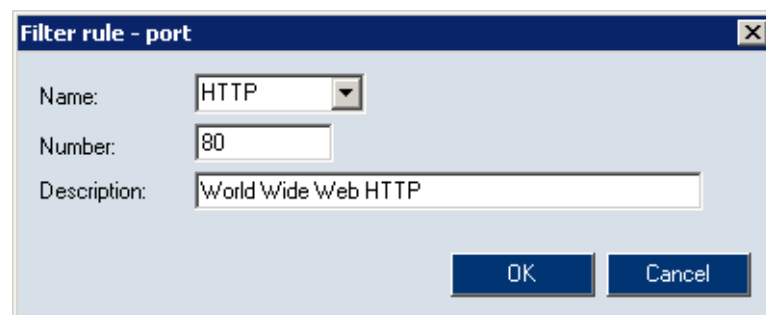 Filter rule - port
Name: HTTP
Number: 80
Description: World Wide Web HTTP
OK Cancel